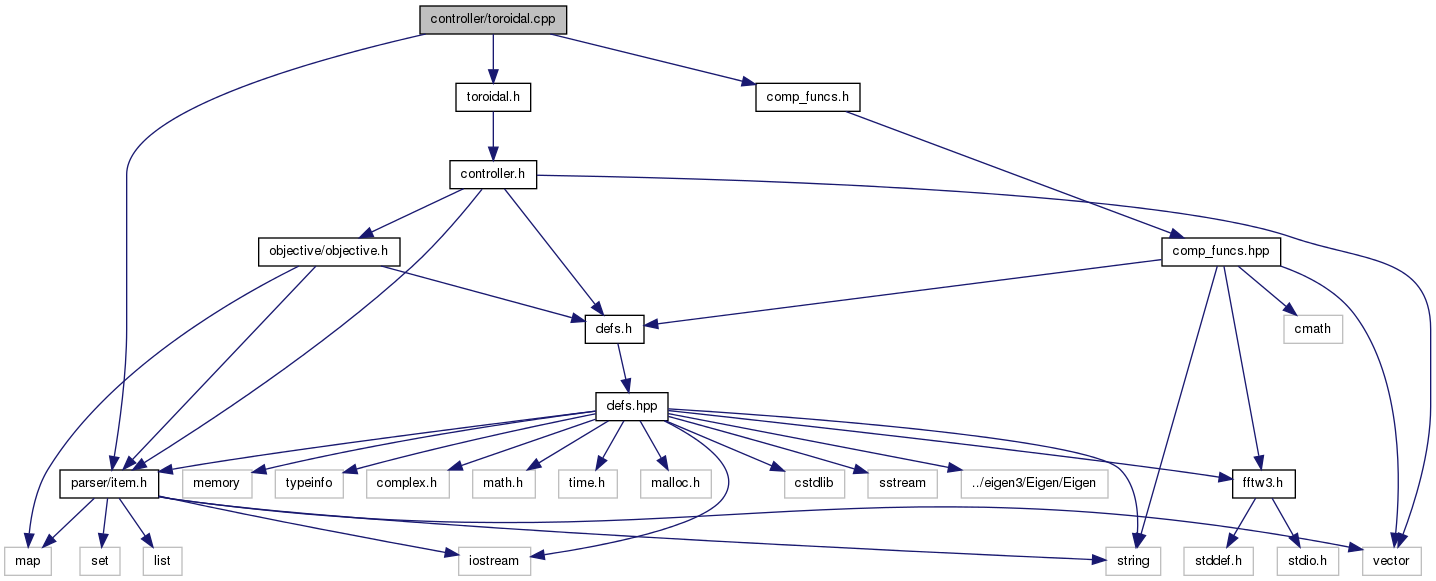 controller/toroidal.cpp
toroidal.h
comp_funcs.h
controller.h
objective/objective.h
comp_funcs.hpp
defs.h
cmath
defs.hpp
parser/item.h
memory
typeinfo
complex.h
math.h
time.h
malloc.h
cstdlib
sstream
../eigen3/Eigen/Eigen
fftw3.h
map
set
list
iostream
string
stddef.h
stdio.h
vector